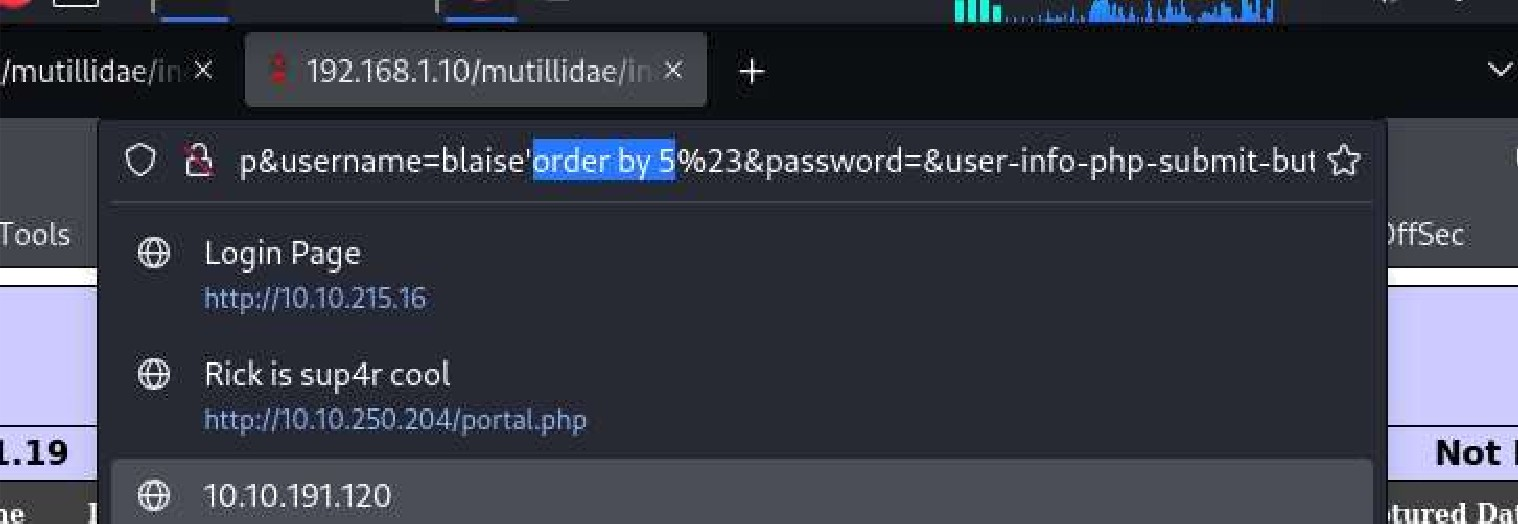 /mutillidae/in
192.168.1.10/mutillidae/in
p&username=blaise'order by 5%23&password=&user-info-php-submit-but
Tools
OffSec
Login Page
http://10.10.215.16
Rick is sup4r cool
http://10.10.250.204/portal.php
1.19
Not
10.10.191.120